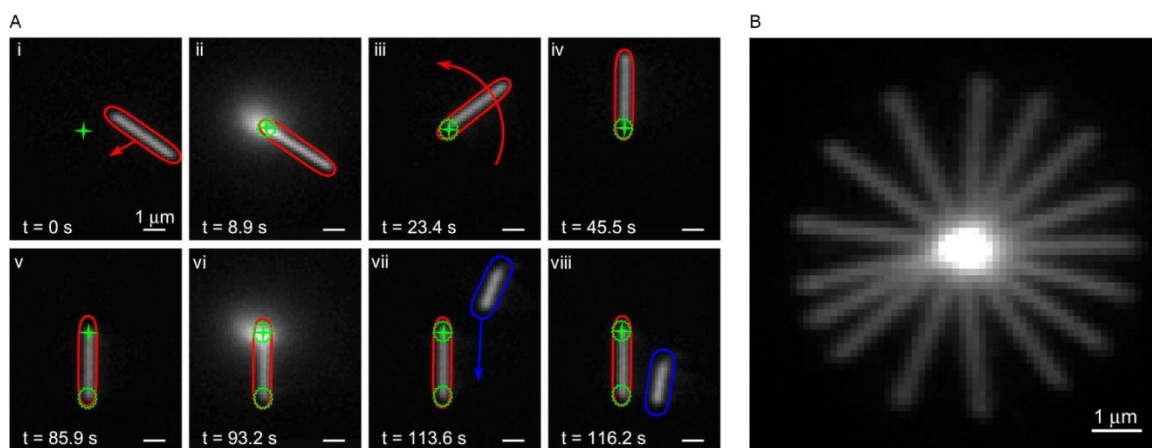 A
B
i
ii
iii
iv
1 μm
t = 0 s
t = 8.9 s
t = 23.4 s
t = 45.5 s
v
vi
vii
viii
t = 85.9 s
t = 93.2 s
t = 113.6 s
t = 116.2 s
1 μm